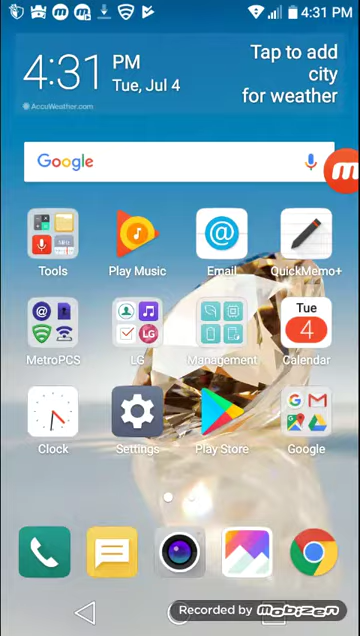 4:31 PM
4:31
PM
Tue, Jul 4
AccuWeather.com
Tap to add
city
for weather
Google
Tools
Play Music
Email
QuickMemo+
MetroPCS
LG
Management
Tue
4
Calendar
Clock
Settings
Play Store
Google
Recorded by mobizen